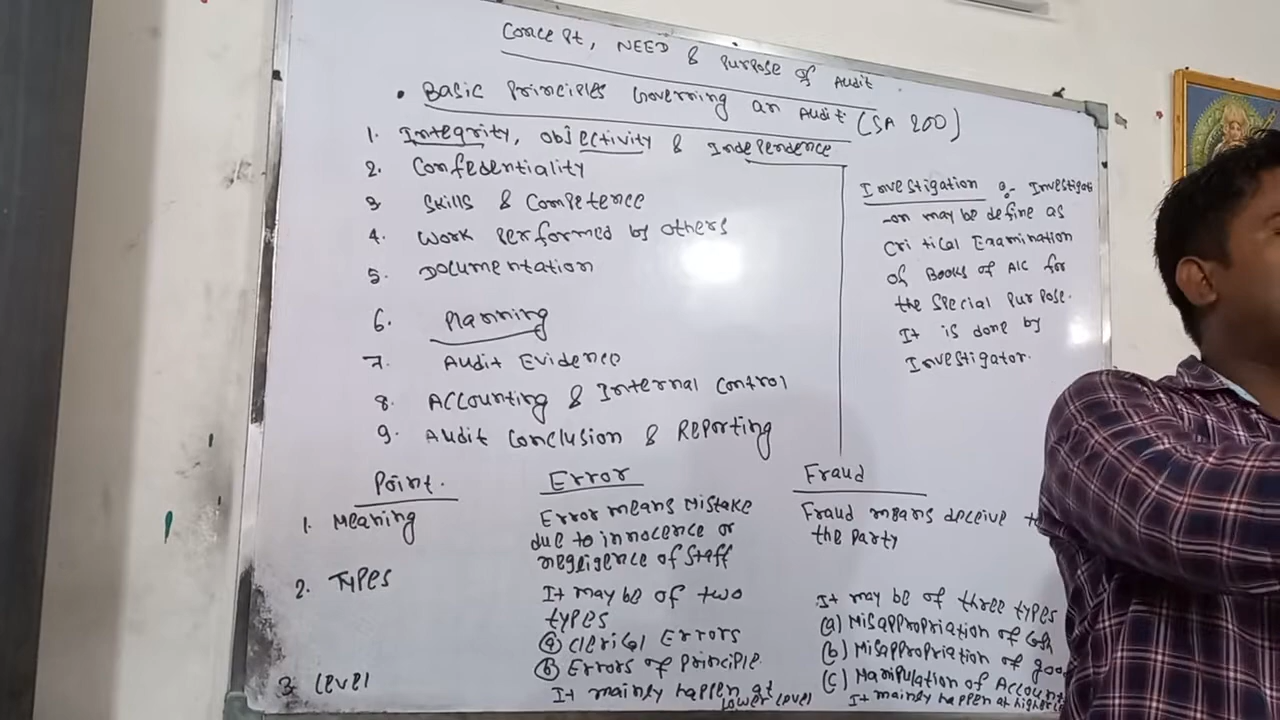 Concept, NEED & Purpose of Audit
• Basic Principles Governing an Audit (SA 200)
1. Integrity, Objectivity & Independence
2. Confedentiality
3 Skills & Competence
4. Work Performed by others
5. Documentation
6. Planning
7. Audit Evidence
8. Accounting & Internal Control
9. Audit Conclusion & Reporting
Investigation :- Investigati
-on may be define as
Critical Examination
of Books of A/C for
the Special Purpose.
It is done by
Investigator.
Point. Error Fraud
1. Meaning
Error means Mistake
due to innocence or
negligence of Staff
Fraud means deceive to
the Party
2. Types
It may be of two
types
(a) Clerical Errors
(b) Errors of Principle.
It may be of three types
(a) Misappropriation of Cash
(b) Misappropriation of goo
(c) Manipulation of Account
3. Level
It mainly happen at
lower level
It mainly happen at higher